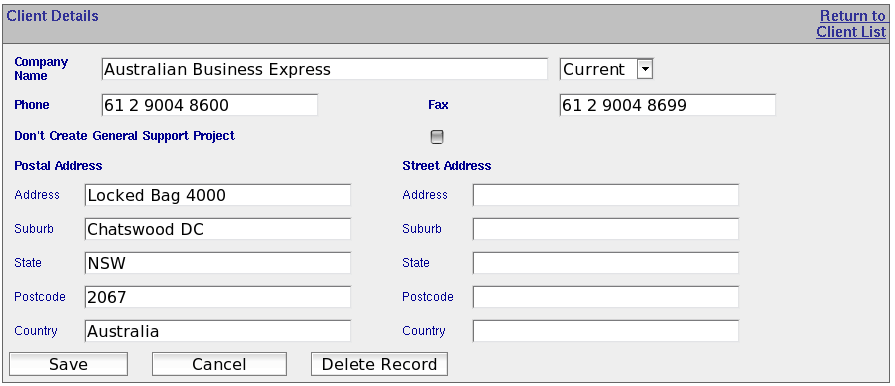 Client Details
Return to
Client List
Company
Name
Australian Business Express
Current
Phone
61 2 9004 8600
Fax
61 2 9004 8699
Don't Create General Support Project
Postal Address
Street Address
Address
Locked Bag 4000
Address
Suburb
Chatswood DC
Suburb
State
NSW
State
Postcode
2067
Postcode
Country
Australia
Country
Save
Cancel
Delete Record